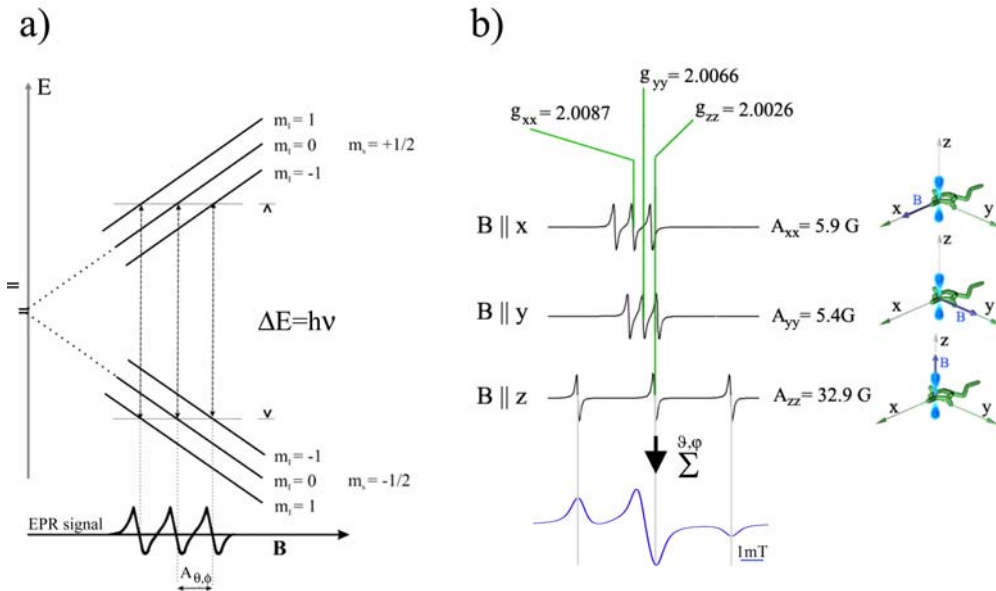 a)
E
m_I = 1
m_I = 0 m_s = +1/2
m_I = -1
=
=
ΔE=hν
m_I = -1
m_I = 0 m_s = -1/2
m_I = 1
EPR signal
B
A_θ,ϕ
b)
g_yy = 2.0066
g_xx = 2.0087
g_zz = 2.0026
B || x
A_xx = 5.9 G
z
B
x
y
B || y
A_yy = 5.4G
z
x
B
y
B || z
A_zz = 32.9 G
z
B
x
y
ϑ,φ
Σ
1mT